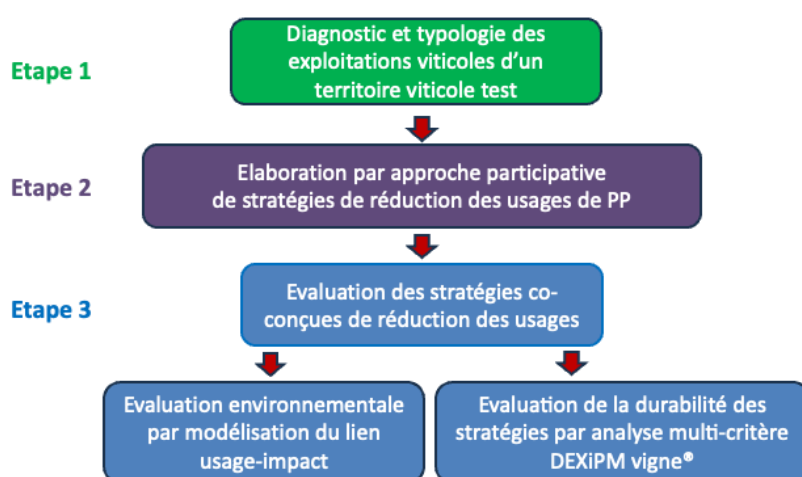 Diagnostic et typologie des
exploitations viticoles d'un
territoire viticole test
Etape 1
Elaboration par approche participative
de stratégies de réduction des usages de PP
Etape 2
Evaluation des stratégies co-
conçues de réduction des usages
Etape 3
Evaluation environnementale
par modélisation du lien
usage-impact
Evaluation de la durabilité des
stratégies par analyse multi-critère
DEXiPM vigne®